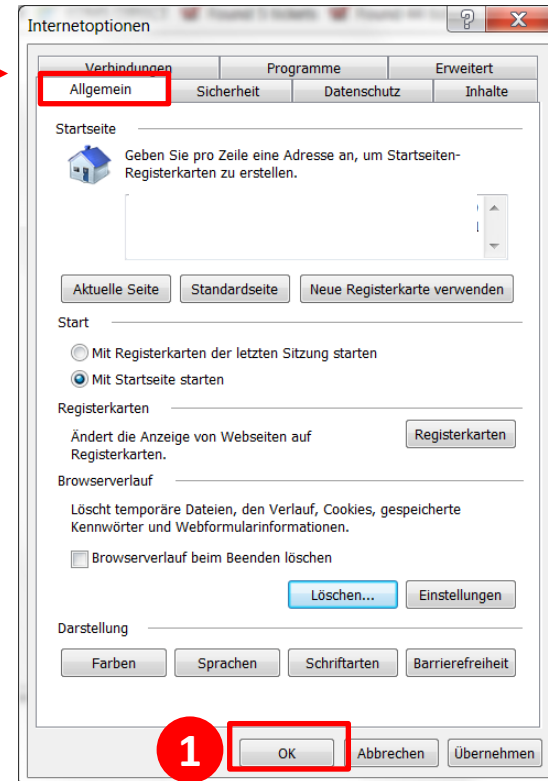 Internetoptionen
Verbindungen Programme Erweitert
Allgemein Sicherheit Datenschutz Inhalte
Startseite
Geben Sie pro Zeile eine Adresse an, um Startseiten-
Registerkarten zu erstellen.
Aktuelle Seite Standardseite Neue Registerkarte verwenden
Start
Mit Registerkarten der letzten Sitzung starten
Mit Startseite starten
Registerkarten
Ändert die Anzeige von Webseiten auf
Registerkarten.
Registerkarten
Browserverlauf
Löscht temporäre Dateien, den Verlauf, Cookies, gespeicherte
Kennwörter und Webformularinformationen.
Browserverlauf beim Beenden löschen
Löschen... Einstellungen
Darstellung
Farben Sprachen Schriftarten Barrierefreiheit
1 OK Abbrechen Übernehmen